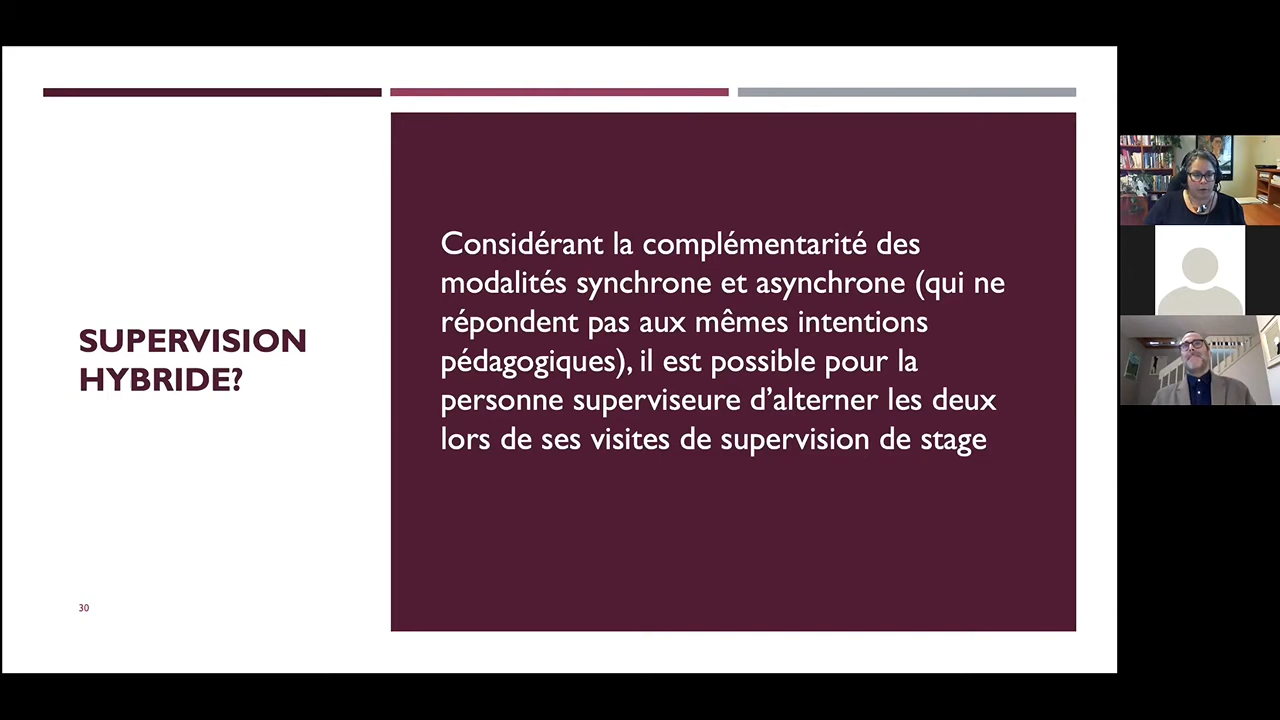 SUPERVISION
HYBRIDE?
Considérant la complémentarité des
modalités synchrone et asynchrone (qui ne
répondent pas aux mêmes intentions
pédagogiques), il est possible pour la
personne superviseure d’alterner les deux
lors de ses visites de supervision de stage
30